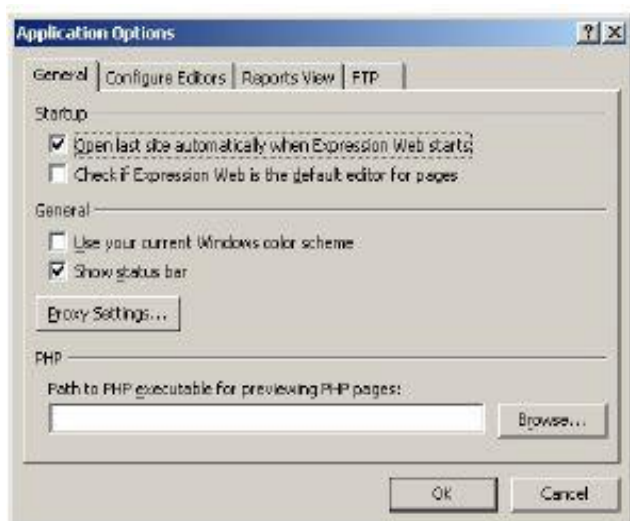 Application Options
General Configure Editors Reports View FTP
Startup
Open last site automatically when Expression Web starts
Check if Expression Web is the default editor for pages
General
Use your current Windows color scheme
Show status bar
Proxy Settings...
PHP
Path to PHP executable for previewing PHP pages:
Browse...
OK Cancel